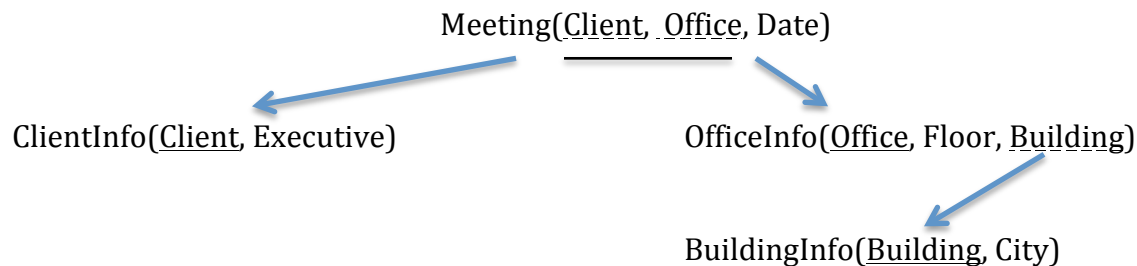 Meeting(Client, Office, Date)
ClientInfo(Client, Executive)
OfficeInfo(Office, Floor, Building)
BuildingInfo(Building, City)